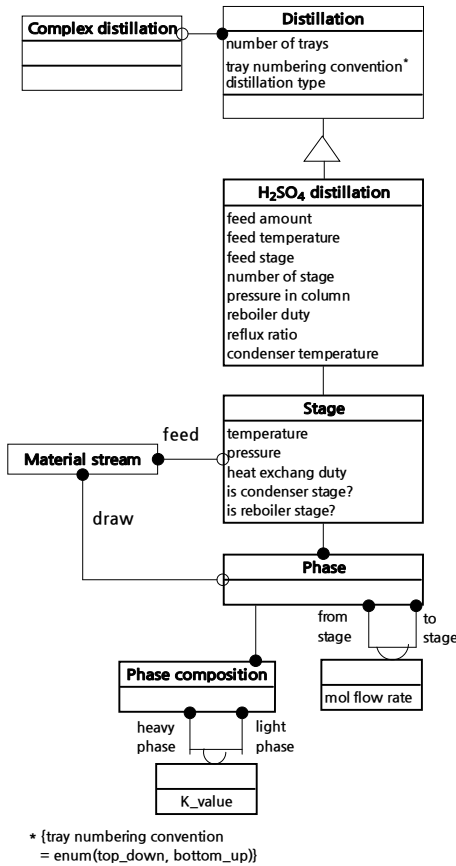 Complex distillation
Distillation
number of trays
tray numbering convention*
distillation type
H₂SO₄ distillation
feed amount
feed temperature
feed stage
number of stage
pressure in column
reboiler duty
reflux ratio
condenser temperature
Stage
temperature
pressure
heat exchang duty
is condenser stage?
is reboiler stage?
feed
Material stream
draw
Phase
from
stage
to
stage
mol flow rate
Phase composition
heavy
phase
light
phase
K_value
* {tray numbering convention
= enum(top_down, bottom_up)}